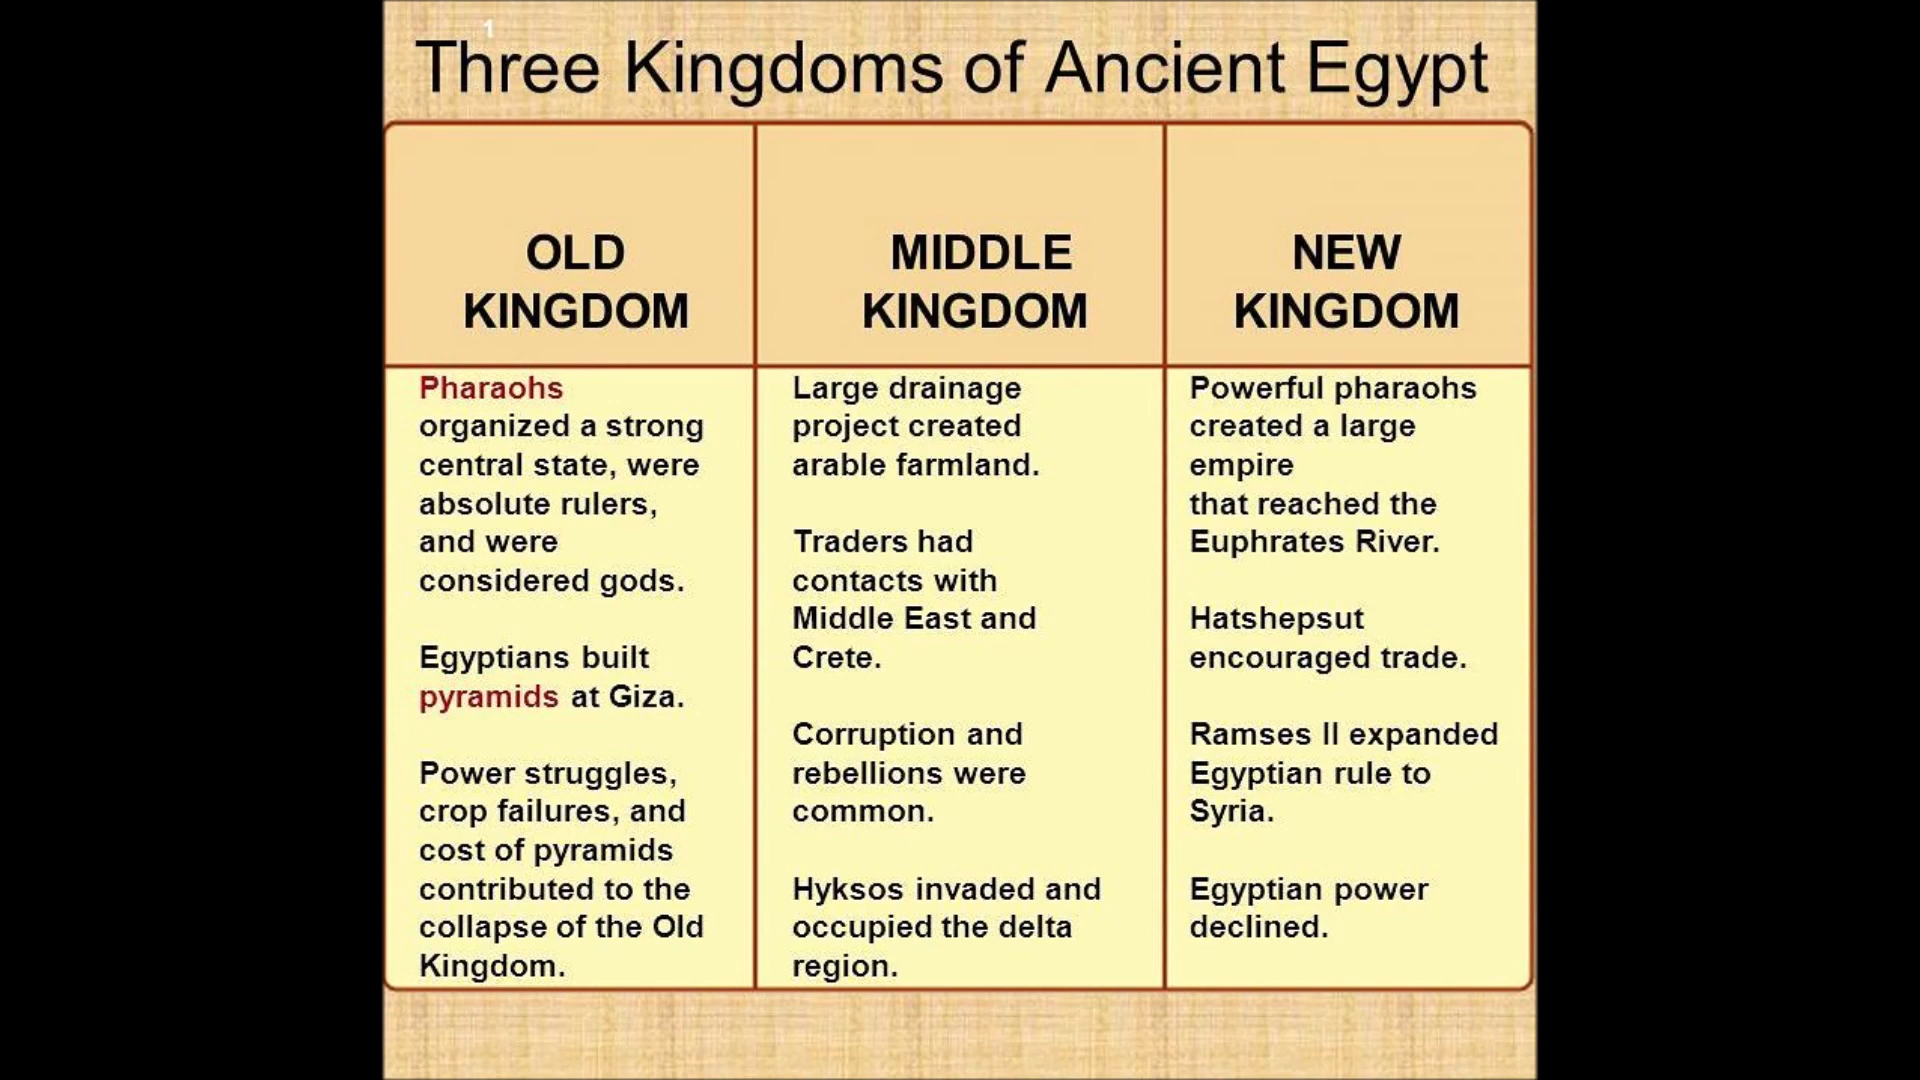 1
Three Kingdoms of Ancient Egypt
OLD
KINGDOM
MIDDLE
KINGDOM
NEW
KINGDOM
Pharaohs
organized a strong
central state, were
absolute rulers,
and were
considered gods.
Egyptians built
pyramids at Giza.
Power struggles,
crop failures, and
cost of pyramids
contributed to the
collapse of the Old
Kingdom.
Large drainage
project created
arable farmland.
Traders had
contacts with
Middle East and
Crete.
Corruption and
rebellions were
common.
Hyksos invaded and
occupied the delta
region.
Powerful pharaohs
created a large
empire
that reached the
Euphrates River.
Hatshepsut
encouraged trade.
Ramses II expanded
Egyptian rule to
Syria.
Egyptian power
declined.